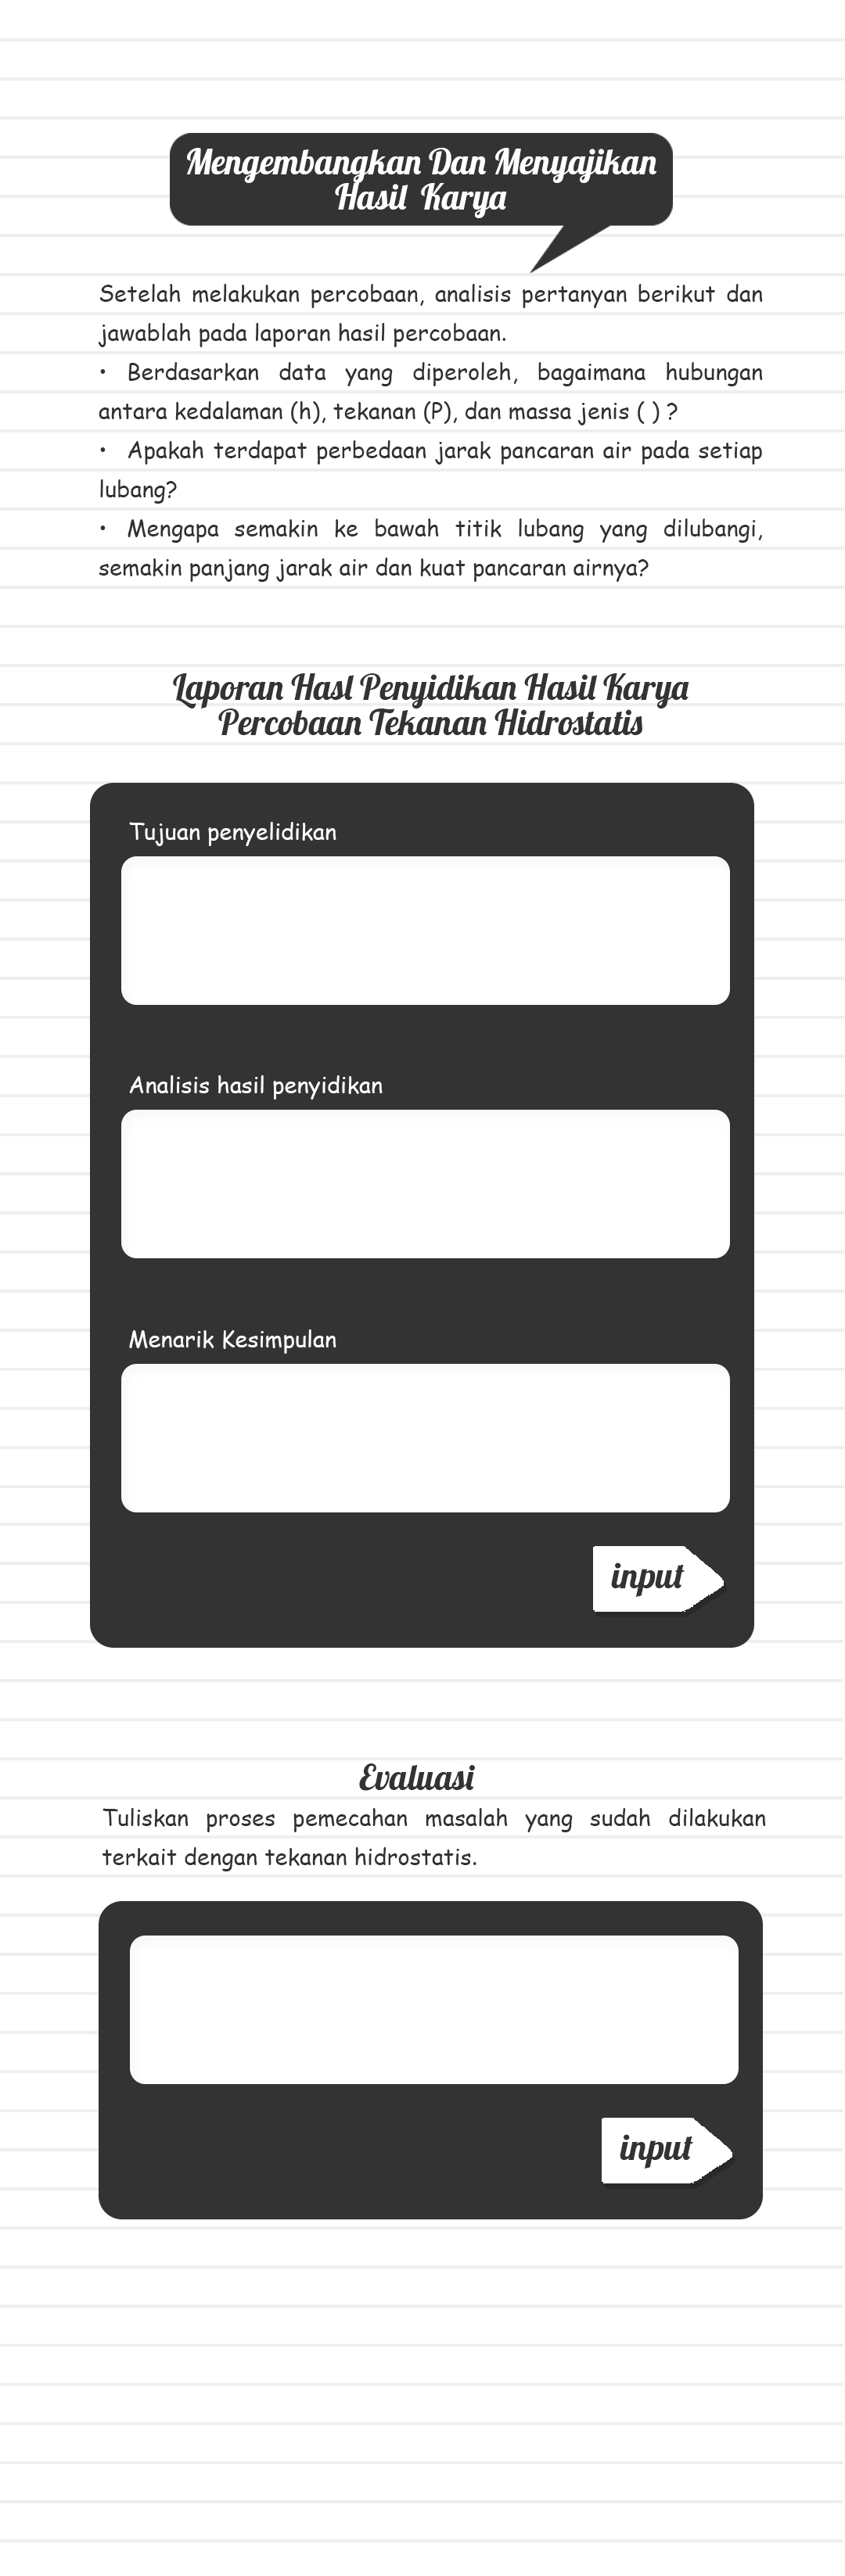 Mengembangkan Dan Menyajikan
Hasil Karya
Setelah melakukan percobaan, analisis pertanyan berikut dan
jawablah pada laporan hasil percobaan.
• Berdasarkan data yang diperoleh, bagaimana hubungan
antara kedalaman (h), tekanan (P), dan massa jenis ( ) ?
• Apakah terdapat perbedaan jarak pancaran air pada setiap
lubang?
• Mengapa semakin ke bawah titik lubang yang dilubangi,
semakin panjang jarak air dan kuat pancaran airnya?
Laporan Hasl Penyidikan Hasil Karya
Percobaan Tekanan Hidrostatis
Tujuan penyelidikan
Analisis hasil penyidikan
Menarik Kesimpulan
input
Evaluasi
Tuliskan proses pemecahan masalah yang sudah dilakukan
terkait dengan tekanan hidrostatis.
input